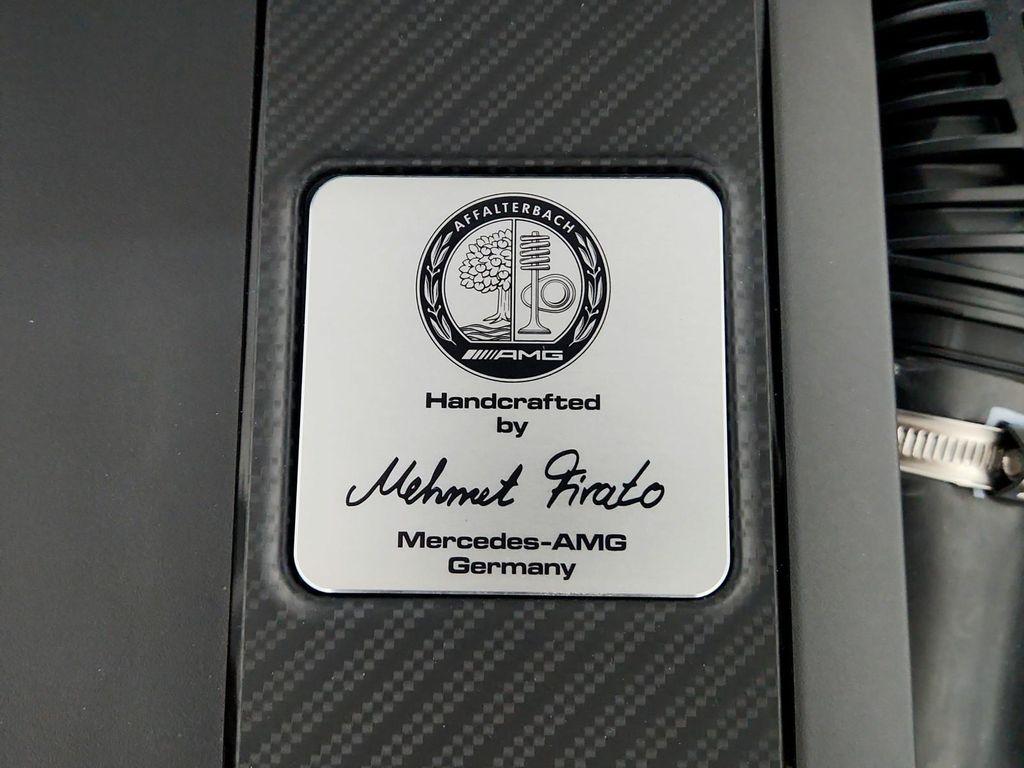 AFFALTERBACH
AMG
Handcrafted
by
Mehmet Firato
Mercedes-AMG
Germany